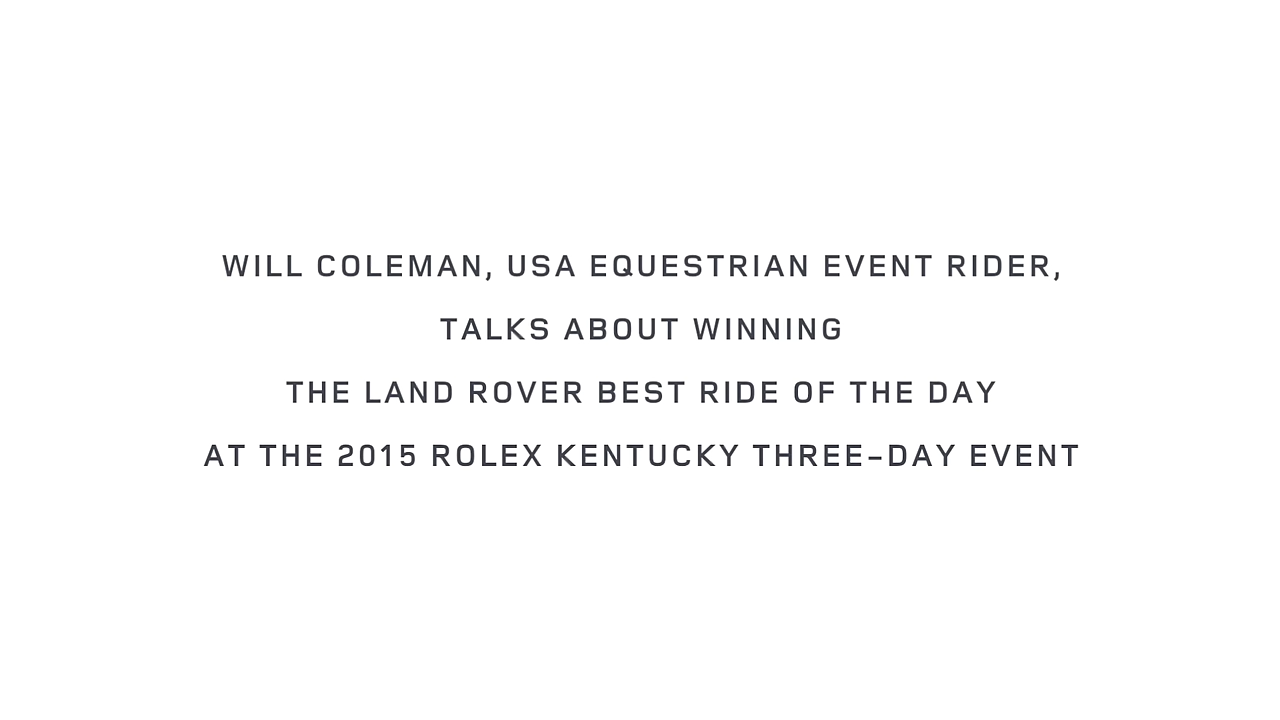 WILL COLEMAN, USA EQUESTRIAN EVENT RIDER,
TALKS ABOUT WINNING
THE LAND ROVER BEST RIDE OF THE DAY
AT THE 2015 ROLEX KENTUCKY THREE-DAY EVENT